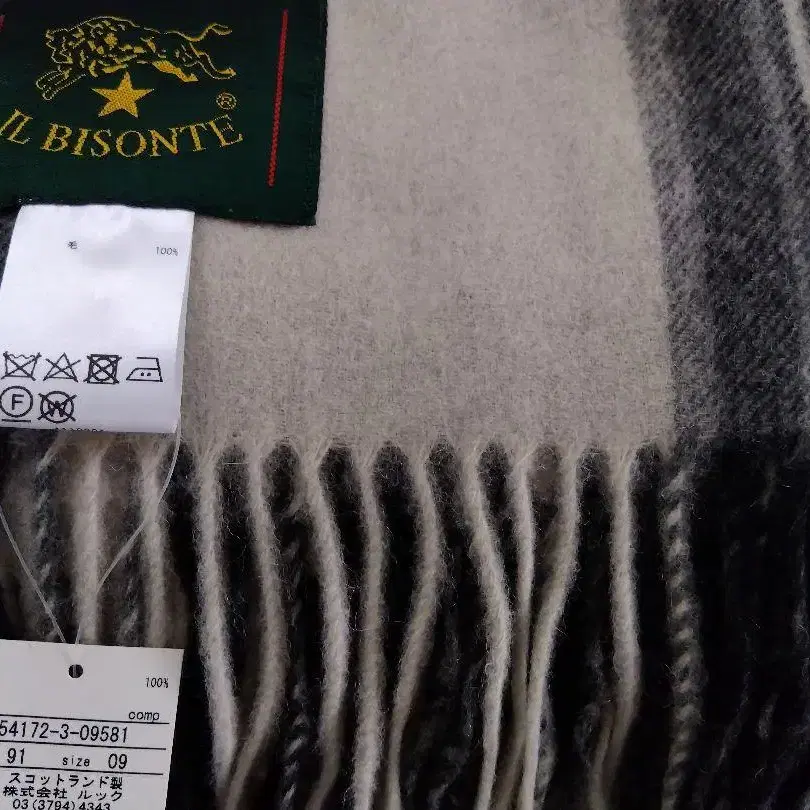 ®
IL BISONTE
毛 100%
F
W
100%
comp
54172-3-09581
91 size 09
スコットランド製
株式会社 ルック
03(3794)4343